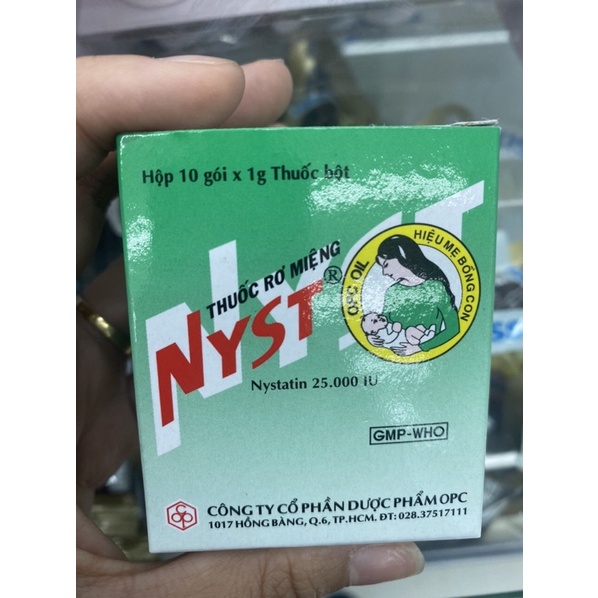 Hộp 10 gói x 1g Thuốc bột
NYST
THUỐC RƠ MIỆNG
NYST®
OPC OIL
HIỆU MẸ BỒNG CON
Nystatin 25.000 IU
GMP-WHO
OPC
CÔNG TY CỔ PHẦN DƯỢC PHẨM OPC
1017 HỒNG BÀNG, Q.6, TP.HCM. ĐT: 028.37517111